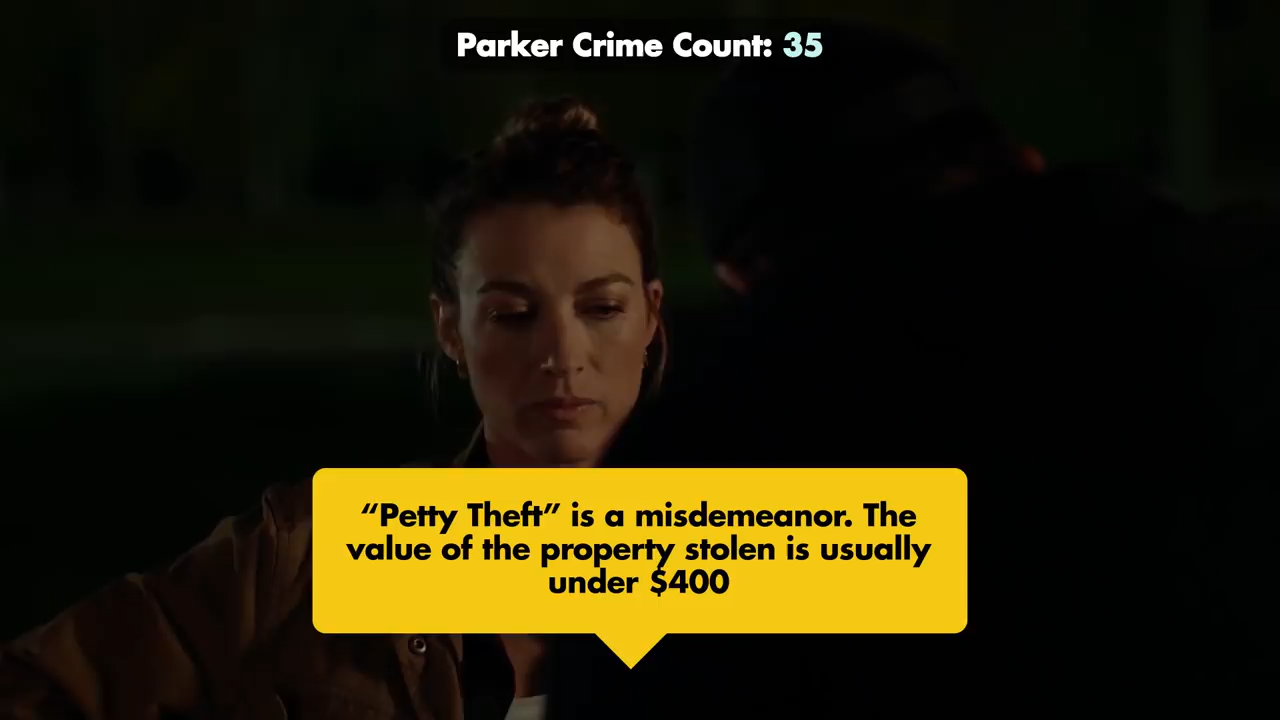 Parker Crime Count: 35
“Petty Theft” is a misdemeanor. The
value of the property stolen is usually
under $400